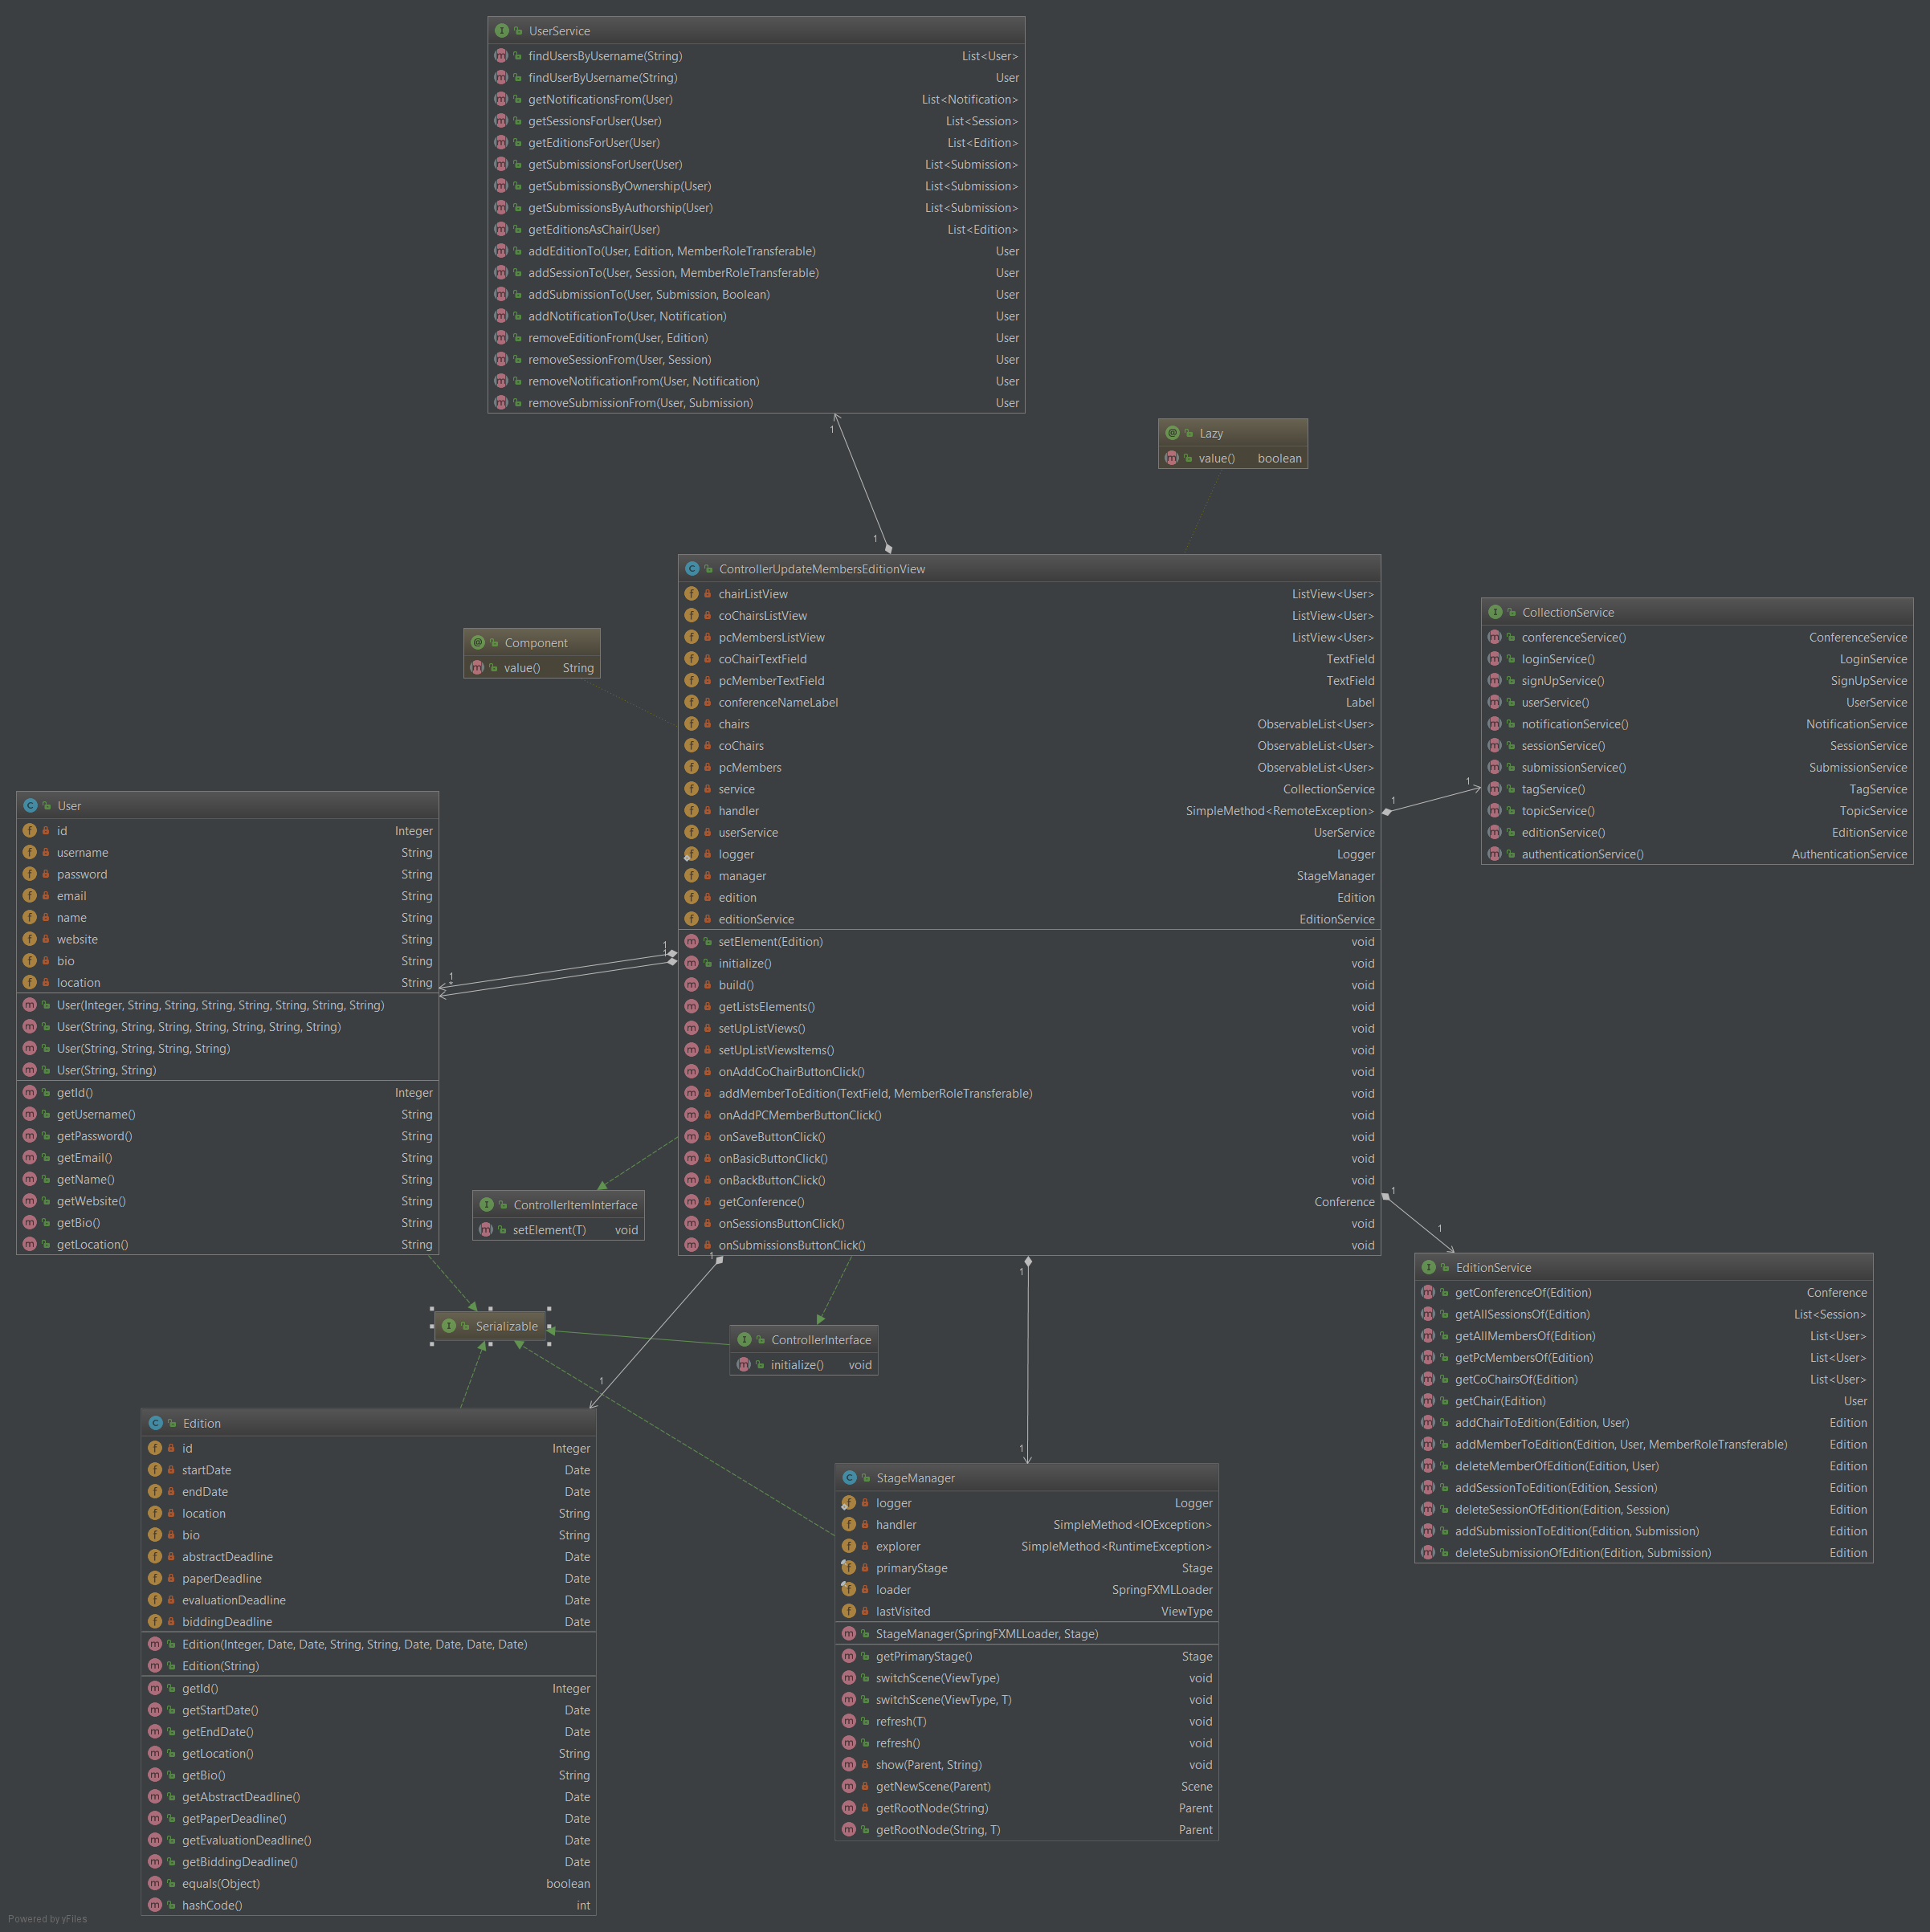 UserService
findUsersByUsername(String) List<User>
findUserByUsername(String) User
getNotificationsFrom(User) List<Notification>
getSessionsForUser(User) List<Session>
getEditionsForUser(User) List<Edition>
getSubmissionsForUser(User) List<Submission>
getSubmissionsByOwnership(User) List<Submission>
getSubmissionsByAuthorship(User) List<Submission>
getEditionsAsChair(User) List<Edition>
addEditionTo(User, Edition, MemberRoleTransferable) User
addSessionTo(User, Session, MemberRoleTransferable) User
addSubmissionTo(User, Submission, Boolean) User
addNotificationTo(User, Notification) User
removeEditionFrom(User, Edition) User
removeSessionFrom(User, Session) User
removeNotificationFrom(User, Notification) User
removeSubmissionFrom(User, Submission) User
1
1
Lazy
value() boolean
ControllerUpdateMembersEditionView
chairListView ListView<User>
coChairsListView ListView<User>
pcMembersListView ListView<User>
coChairTextField TextField
pcMemberTextField TextField
conferenceNameLabel Label
chairs ObservableList<User>
coChairs ObservableList<User>
pcMembers ObservableList<User>
service CollectionService
handler SimpleMethod<RemoteException>
userService UserService
logger Logger
manager StageManager
edition Edition
editionService EditionService
setElement(Edition) void
initialize() void
build() void
getListsElements() void
setUpListViews() void
setUpListViewsItems() void
onAddCoChairButtonClick() void
addMemberToEdition(TextField, MemberRoleTransferable) void
onAddPCMemberButtonClick() void
onSaveButtonClick() void
onBasicButtonClick() void
onBackButtonClick() void
getConference() Conference
onSessionsButtonClick() void
onSubmissionsButtonClick() void
Component
value() String
CollectionService
conferenceService() ConferenceService
loginService() LoginService
signUpService() SignUpService
userService() UserService
notificationService() NotificationService
sessionService() SessionService
submissionService() SubmissionService
tagService() TagService
topicService() TopicService
editionService() EditionService
authenticationService() AuthenticationService
1
1
User
id Integer
username String
password String
email String
name String
website String
bio String
location String
User(Integer, String, String, String, String, String, String, String)
User(String, String, String, String, String, String, String)
User(String, String, String, String)
User(String, String)
getId() Integer
getUsername() String
getPassword() String
getEmail() String
getName() String
getWebsite() String
getBio() String
getLocation() String
1
1
1
*
ControllerItemInterface
setElement(T) void
1
1
EditionService
getConferenceOf(Edition) Conference
getAllSessionsOf(Edition) List<Session>
getAllMembersOf(Edition) List<User>
getPcMembersOf(Edition) List<User>
getCoChairsOf(Edition) List<User>
getChair(Edition) User
addChairToEdition(Edition, User) Edition
addMemberToEdition(Edition, User, MemberRoleTransferable) Edition
deleteMemberOfEdition(Edition, User) Edition
addSessionToEdition(Edition, Session) Edition
deleteSessionOfEdition(Edition, Session) Edition
addSubmissionToEdition(Edition, Submission) Edition
deleteSubmissionOfEdition(Edition, Submission) Edition
1
1
Serializable
ControllerInterface
initialize() void
1
1
Edition
id Integer
startDate Date
endDate Date
location String
bio String
abstractDeadline Date
paperDeadline Date
evaluationDeadline Date
biddingDeadline Date
Edition(Integer, Date, Date, String, String, Date, Date, Date, Date)
Edition(String)
getId() Integer
getStartDate() Date
getEndDate() Date
getLocation() String
getBio() String
getAbstractDeadline() Date
getPaperDeadline() Date
getEvaluationDeadline() Date
getBiddingDeadline() Date
equals(Object) boolean
hashCode() int
StageManager
logger Logger
handler SimpleMethod<IOException>
explorer SimpleMethod<RuntimeException>
primaryStage Stage
loader SpringFXMLLoader
lastVisited ViewType
StageManager(SpringFXMLLoader, Stage)
getPrimaryStage() Stage
switchScene(ViewType) void
switchScene(ViewType, T) void
refresh(T) void
refresh() void
show(Parent, String) void
getNewScene(Parent) Scene
getRootNode(String) Parent
getRootNode(String, T) Parent
Powered by yFiles